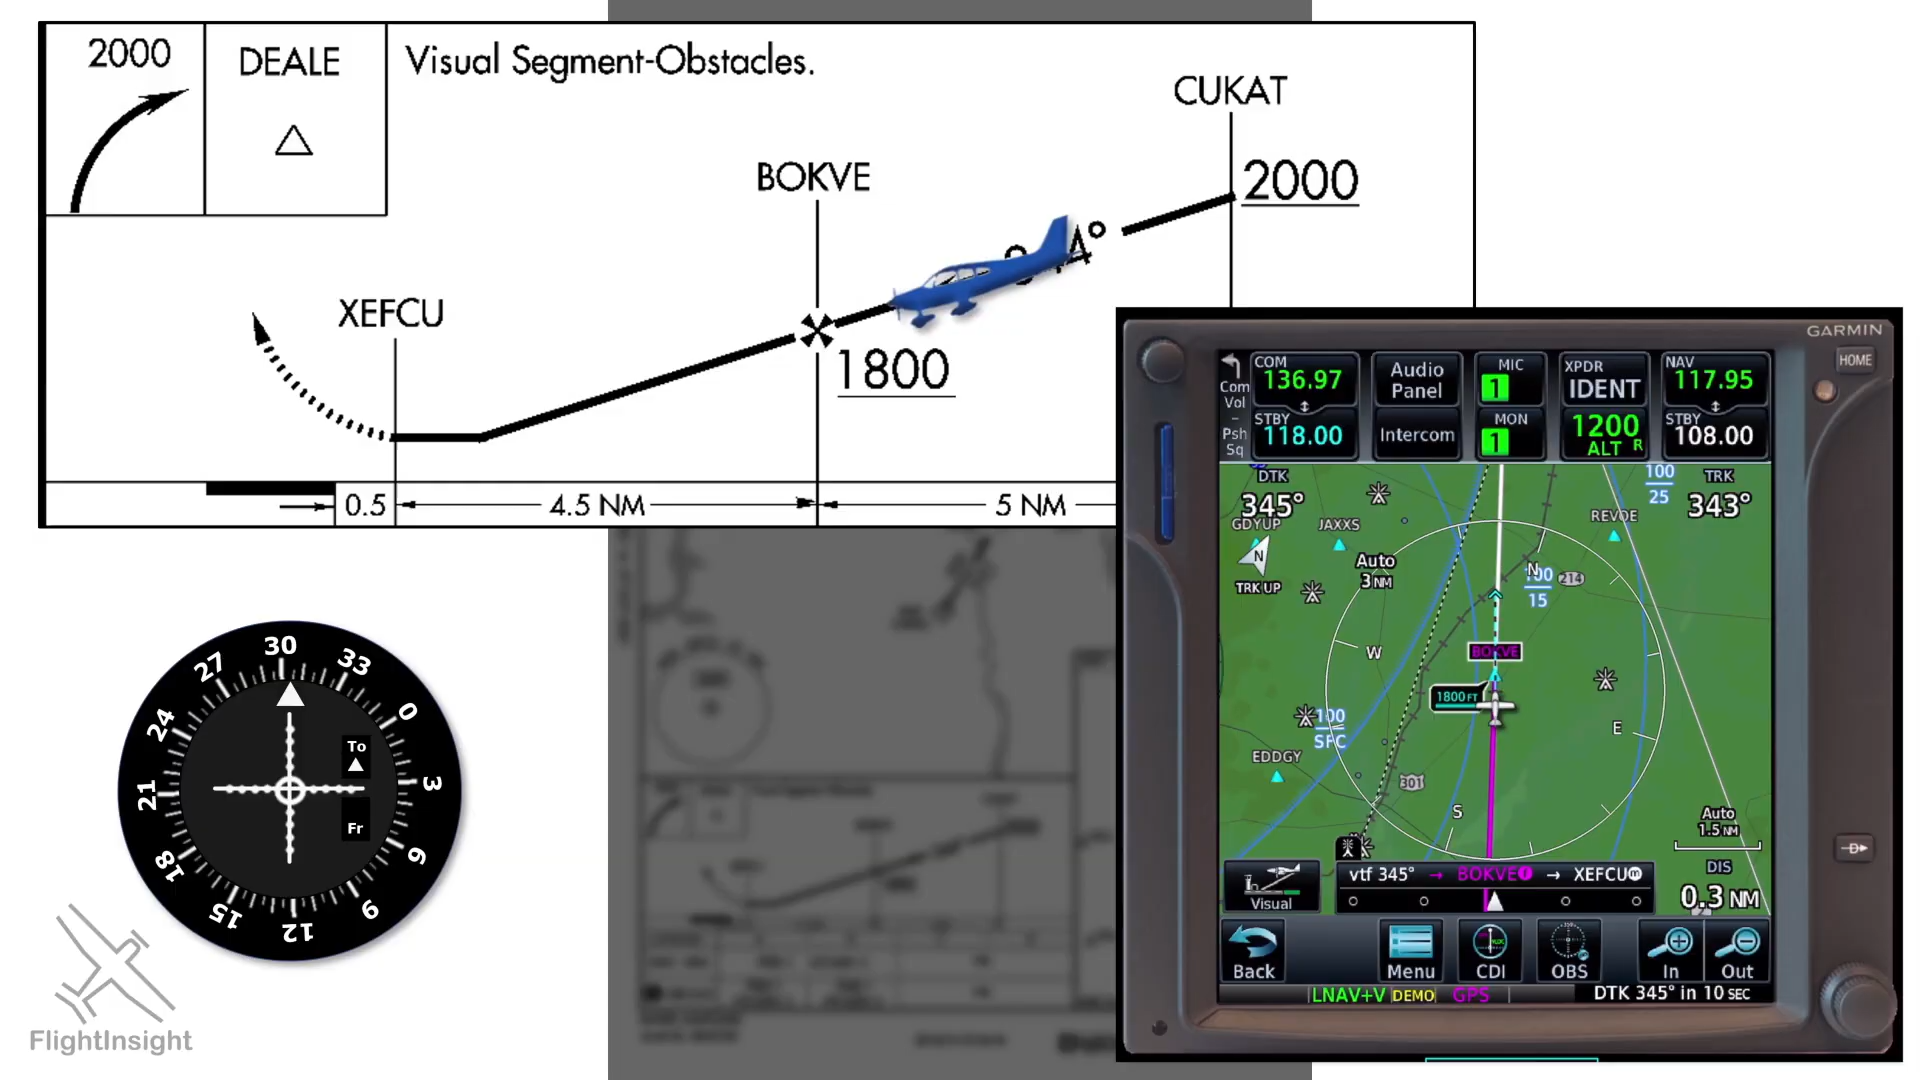 2000
DEALE
Visual Segment-Obstacles.
CUKAT
2000
BOKVE
4°
XEFCU
1800
0.5
4.5 NM
5 NM
30
33
0
3
6
9
12
15
18
21
24
27
To
Fr
FlightInsight
GARMIN
HOME
Com
Vol
Psh
Sq
COM
136.97
STBY
118.00
Audio
Panel
Intercom
MIC
1
MON
1
XPDR
IDENT
1200
ALT R
NAV
117.95
STBY
108.00
DTK
345°
GDYUP
JAXXS
100
25
TRK
343°
REVOE
N
TRK UP
Auto
3 NM
N
100
15
214
W
BOKVE
1800 FT
100
SFC
E
EDDGY
301
S
Auto
1.5 NM
DIS
0.3 NM
vtf 345° → BOKVE → XEFCU
Visual
Back
Menu
CDI
OBS
In
Out
LNAV+V DEMO GPS
DTK 345° in 10 SEC
D